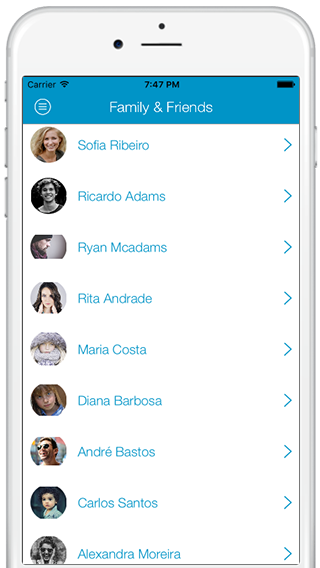 Carrier 7:47 PM
Family & Friends
Sofia Ribeiro
Ricardo Adams
Ryan Mcadams
Rita Andrade
Maria Costa
Diana Barbosa
André Bastos
Carlos Santos
Alexandra Moreira